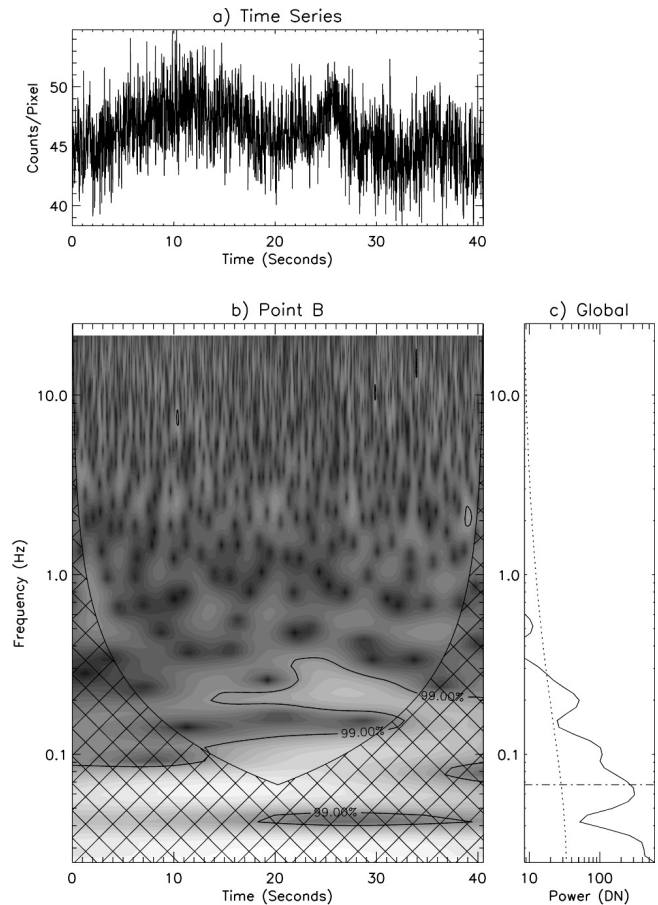 a) Time Series
Counts/Pixel
50
45
40
0 10 20 30 40
Time (Seconds)
b) Point B
Frequency (Hz)
10.0
1.0
0.1
99.00%
99.00%
99.00%
0 10 20 30 40
Time (Seconds)
c) Global
10.0
1.0
0.1
10 100
Power (DN)